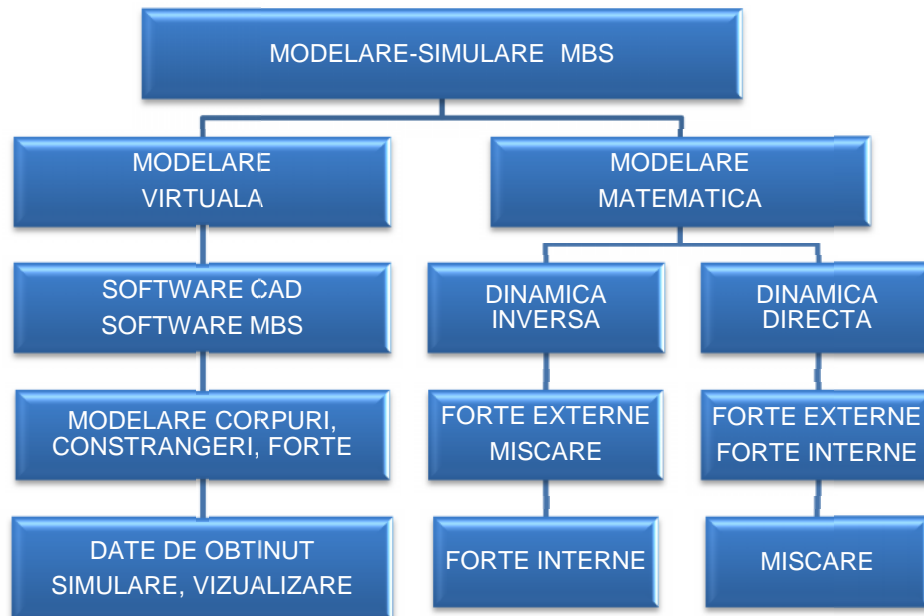 MODELARE-SIMULARE MBS
MODELARE
VIRTUALA
MODELARE
MATEMATICA
SOFTWARE CAD
SOFTWARE MBS
DINAMICA
INVERSA
DINAMICA
DIRECTA
MODELARE CORPURI,
CONSTRANGERI, FORTE
FORTE EXTERNE
MISCARE
FORTE EXTERNE
FORTE INTERNE
DATE DE OBTINUT
SIMULARE, VIZUALIZARE
FORTE INTERNE
MISCARE